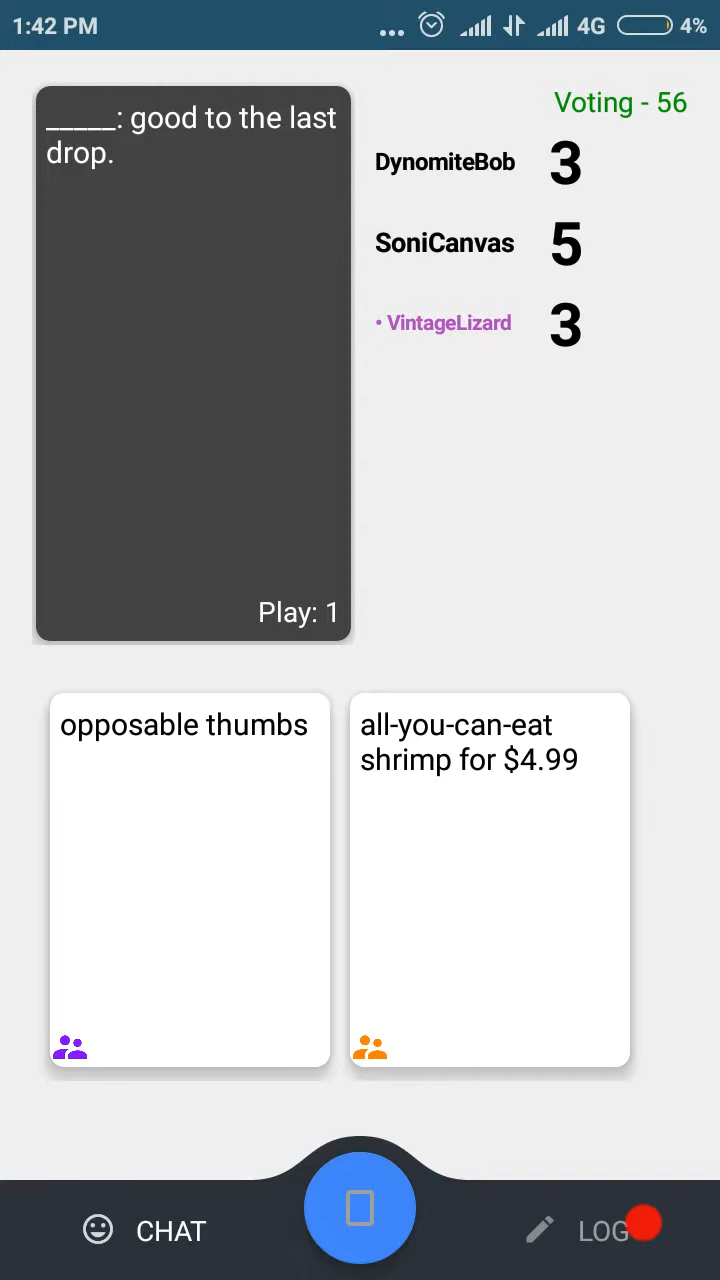 1:42 PM
... 4G 4%
_____: good to the last
drop.
Play: 1
Voting - 56
DynomiteBob 3
SoniCanvas 5
• VintageLizard 3
opposable thumbs
all-you-can-eat
shrimp for $4.99
CHAT
LOG